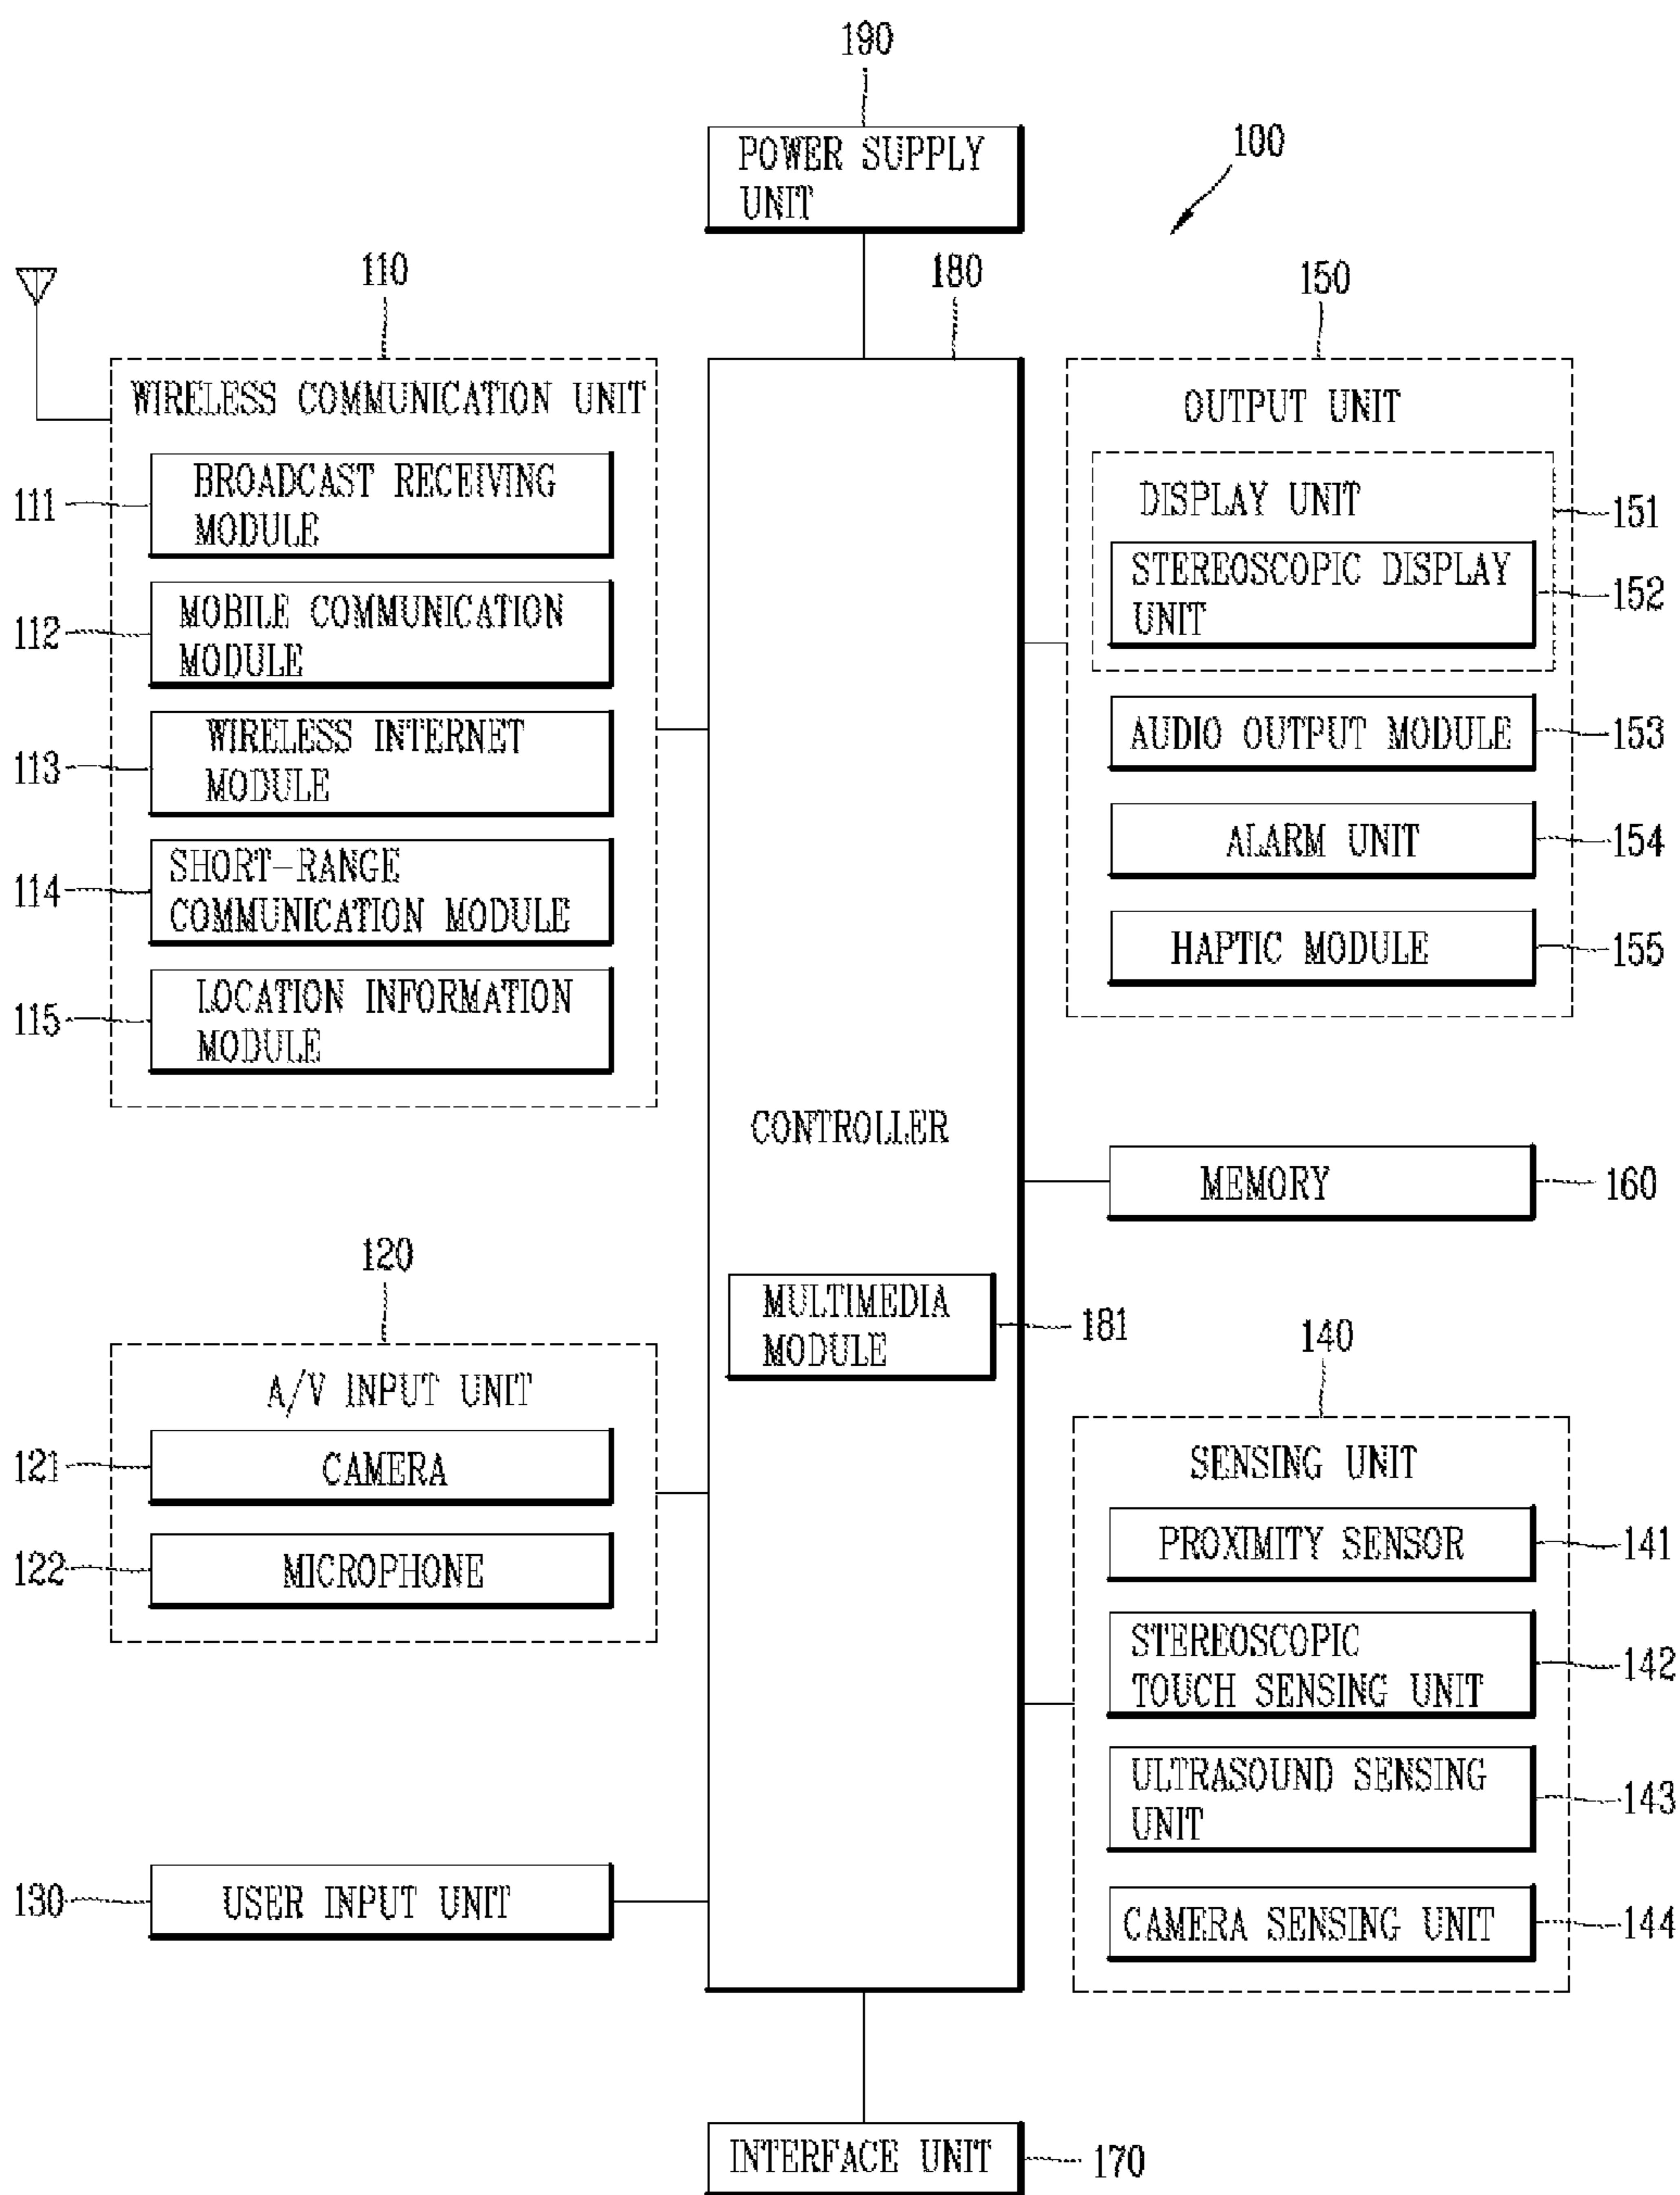 190
POWER SUPPLY
UNIT
100
110
180
150
WIRELESS COMMUNICATION UNIT
111
BROADCAST RECEIVING
MODULE
112
MOBILE COMMUNICATION
MODULE
113
WIRELESS INTERNET
MODULE
114
SHORT-RANGE
COMMUNICATION MODULE
115
LOCATION INFORMATION
MODULE
OUTPUT UNIT
DISPLAY UNIT
151
STEREOSCOPIC DISPLAY
UNIT
152
AUDIO OUTPUT MODULE
153
ALARM UNIT
154
HAPTIC MODULE
155
CONTROLLER
MEMORY
160
MULTIMEDIA
MODULE
181
120
A/V INPUT UNIT
121
CAMERA
122
MICROPHONE
140
SENSING UNIT
PROXIMITY SENSOR
141
STEREOSCOPIC
TOUCH SENSING UNIT
142
ULTRASOUND SENSING
UNIT
143
CAMERA SENSING UNIT
144
130
USER INPUT UNIT
INTERFACE UNIT
170